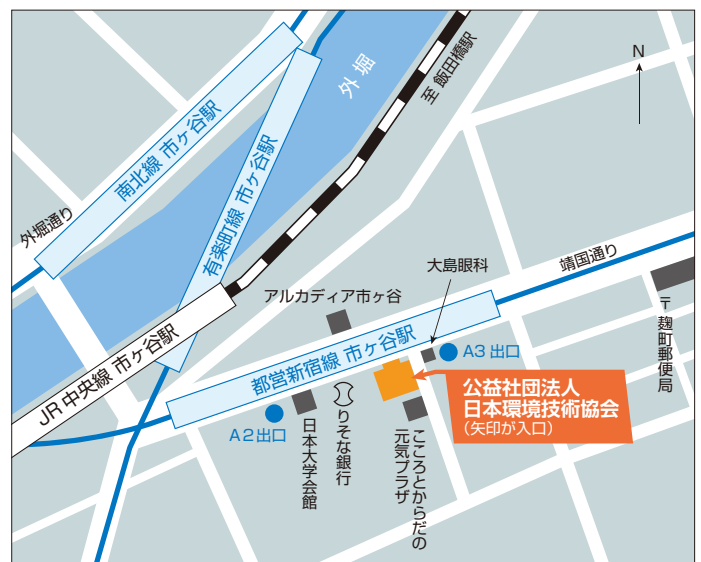 外堀
至 飯田橋駅
N
南北線 市ヶ谷駅
有楽町線 市ヶ谷駅
外堀通り
靖国通り
大島眼科
アルカディア市ヶ谷
〒 麹町郵便局
JR 中央線 市ヶ谷駅
都営新宿線 市ヶ谷駅
A3 出口
A2出口
公益社団法人
日本環境技術協会
(矢印が入口)
日本大学会館
りそな銀行
こころとからだの
元気プラザ